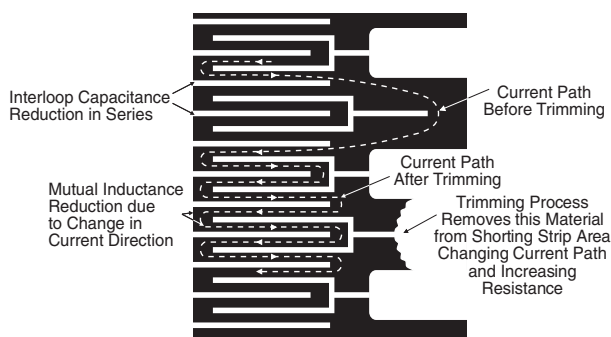 Interloop Capacitance
Reduction in Series
Mutual Inductance
Reduction due
to Change in
Current Direction
Current Path
Before Trimming
Current Path
After Trimming
Trimming Process
Removes this Material
from Shorting Strip Area
Changing Current Path
and Increasing
Resistance